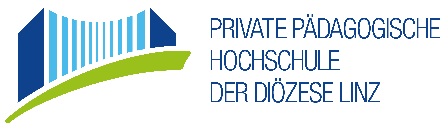 PRIVATE PÄDAGOGISCHE
HOCHSCHULE
DER DIÖZESE LINZ